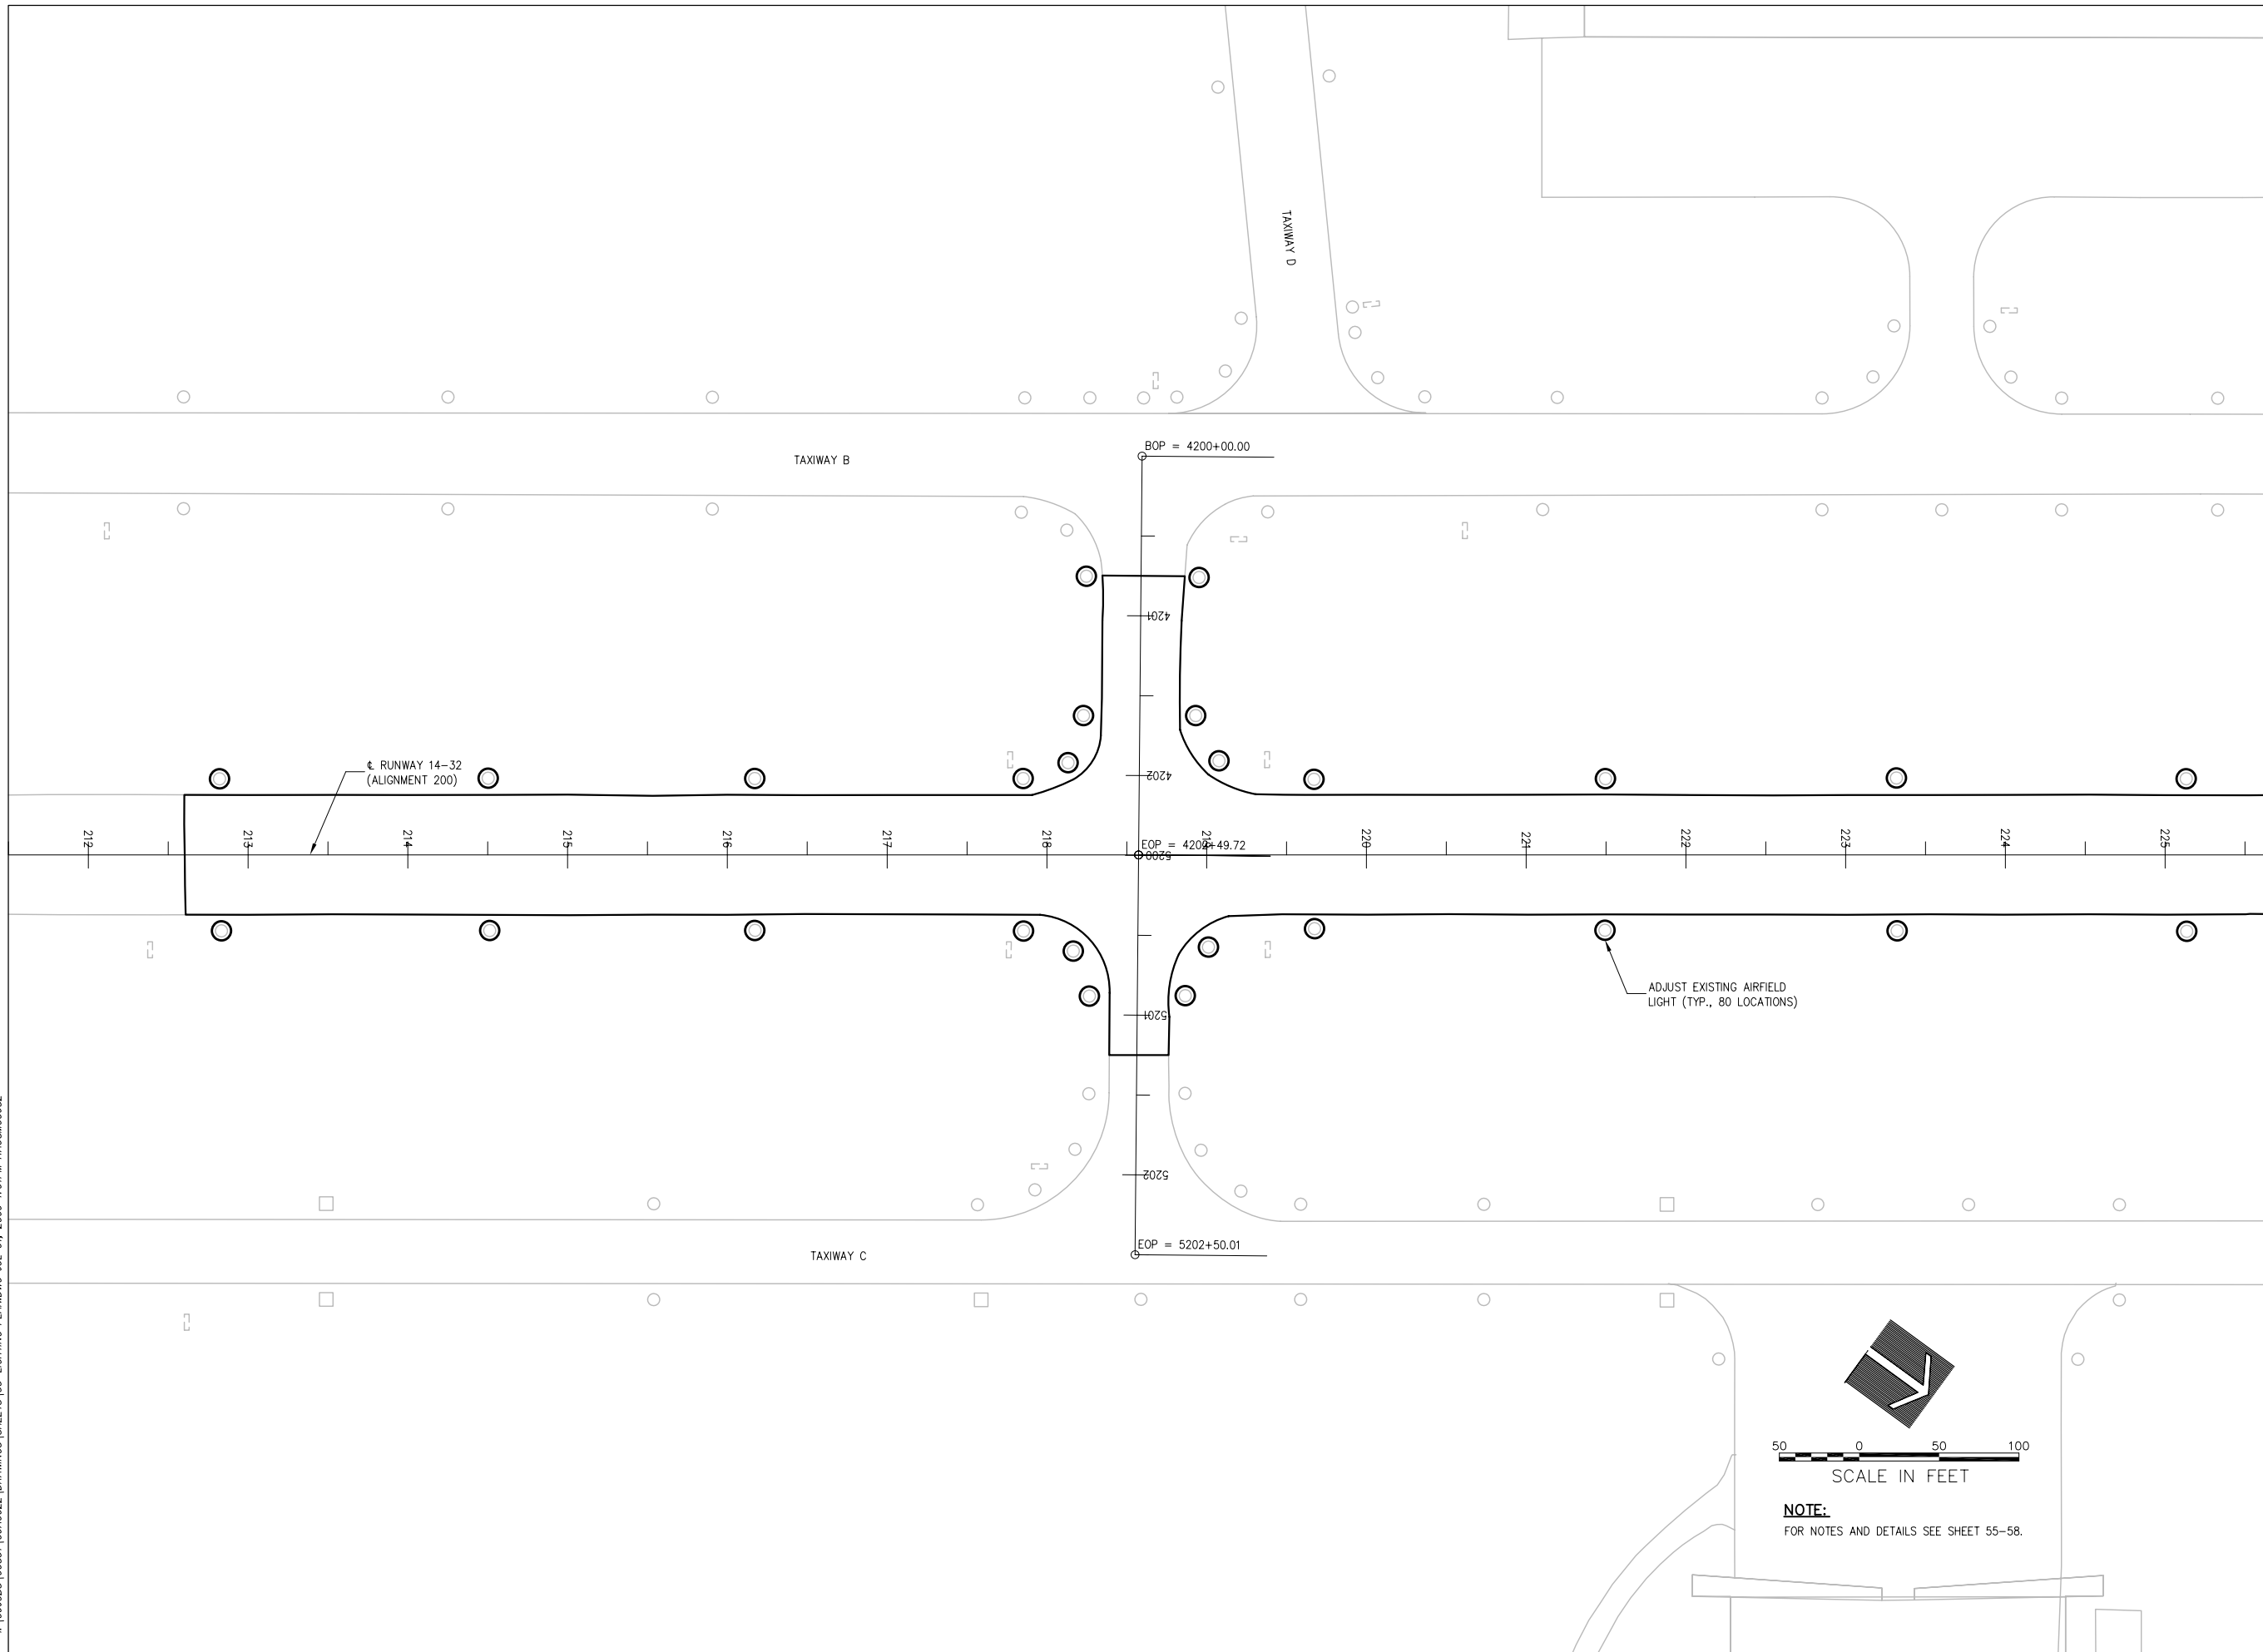 TAXIWAY D
BOP = 4200+00.00
TAXIWAY B
4201
℄ RUNWAY 14-32
(ALIGNMENT 200)
4202
212
213
214
215
216
217
218
219
220
221
222
223
224
225
EOP = 4202+49.72
5200
ADJUST EXISTING AIRFIELD
LIGHT (TYP., 80 LOCATIONS)
5201
5202
EOP = 5202+50.01
TAXIWAY C
50 0 50 100
SCALE IN FEET
NOTE:
FOR NOTES AND DETAILS SEE SHEET 55-58.